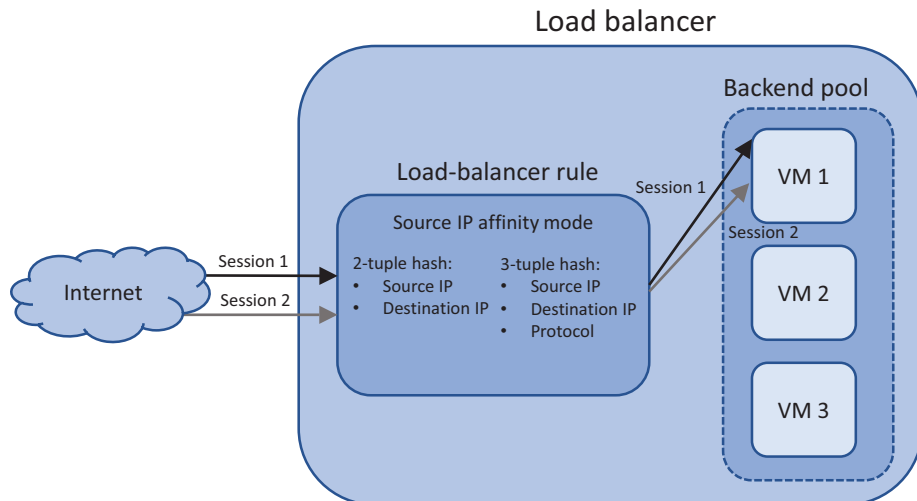 Load balancer
Backend pool
Load-balancer rule
Source IP affinity mode
2-tuple hash:
• Source IP
• Destination IP
3-tuple hash:
• Source IP
• Destination IP
• Protocol
Internet
Session 1
Session 2
Session 1
Session 2
VM 1
VM 2
VM 3